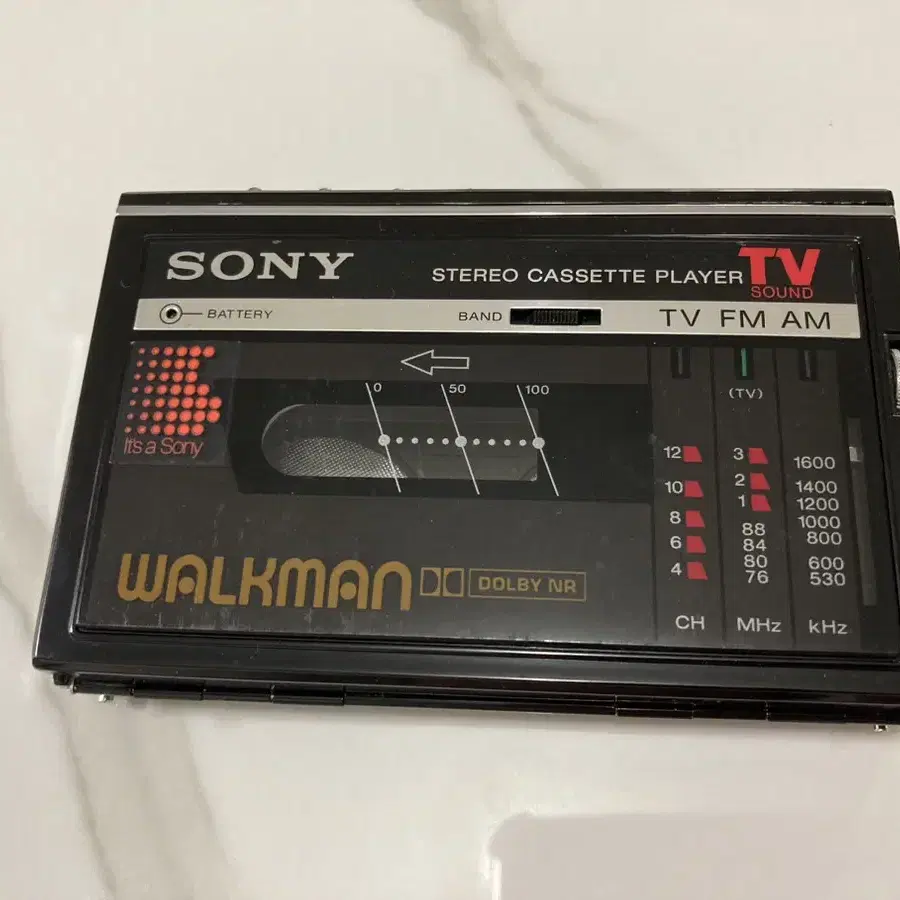 SONY
STEREO CASSETTE PLAYER TV
SOUND
BATTERY
BAND
TV FM AM
0 50 100
It's a Sony
(TV)
12
10
8
6
4
CH
3
2
1
88
84
80
76
MHz
1600
1400
1200
1000
800
600
530
kHz
WALKMAN DOLBY NR